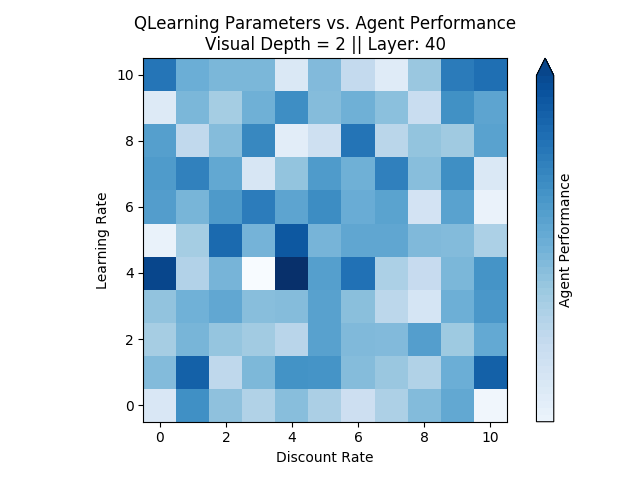 QLearning Parameters vs. Agent Performance
Visual Depth = 2 || Layer: 40
10
8
6
4
2
0
Learning Rate
0 2 4 6 8 10
Discount Rate
Agent Performance